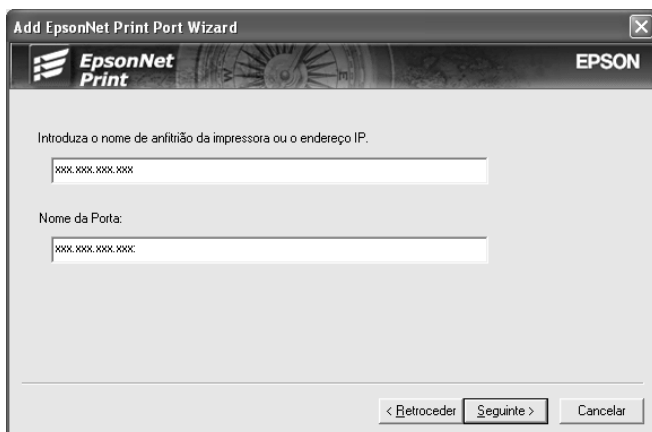 Add EpsonNet Print Port Wizard
EpsonNet
Print
EPSON
Introduza o nome de anfitrião da impressora ou o endereço IP.
xxx.xxx.xxx.xxx
Nome da Porta:
xxx.xxx.xxx.xxx:
< Retroceder
Seguinte >
Cancelar